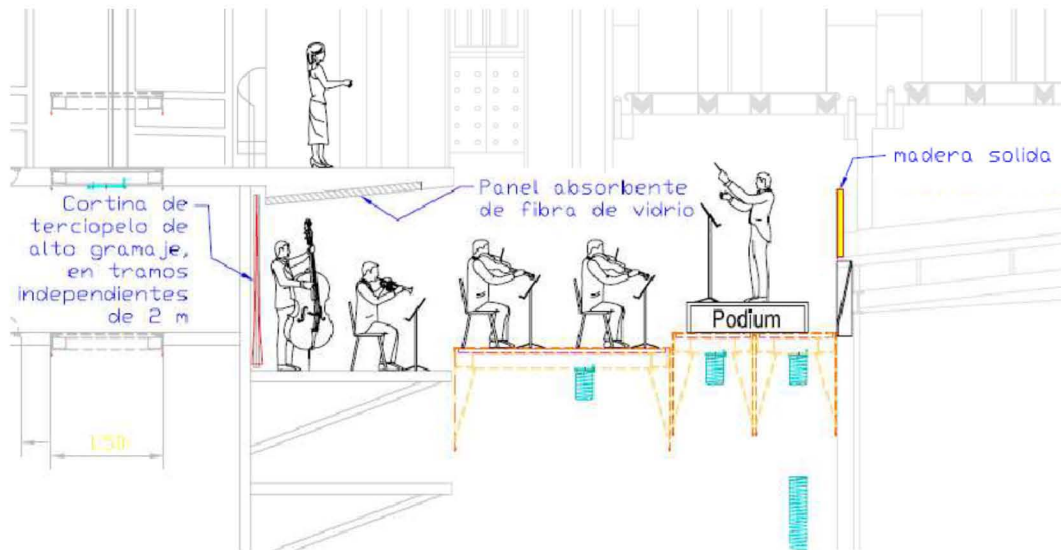 madera solida
Panel absorbente
de fibra de vidrio
Cortina de
terciopelo de
alto gramaje,
en tramos
independientes
de 2 m
Podium